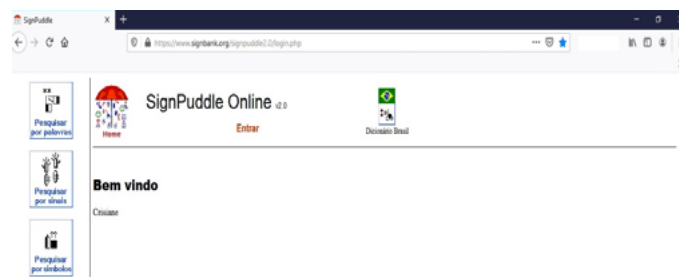 SignPuddle
https://www.signbank.org/signpuddle2.0/login.php
Pesquisar
por palavras
Home
SignPuddle Online v2.0
Entrar
Dicionário Brasil
Pesquisar
por sinais
Bem vindo
Crisiane
Pesquisar
por símbolos